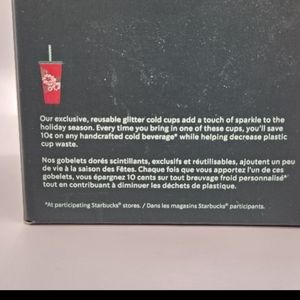 Our exclusive, reusable glitter cold cups add a touch of sparkle to the
holiday season. Every time you bring in one of these cups, you'll save
10¢ on any handcrafted cold beverage* while helping decrease plastic
cup waste.
Nos gobelets dorés scintillants, exclusifs et réutilisables, ajoutent un peu
de vie à la saison des Fêtes. Chaque fois que vous apportez l'un de ces
gobelets, vous épargnez 10 cents sur tout breuvage froid personnalisé*
tout en contribuant à diminuer les déchets de plastique.
*At participating Starbucks® stores. / Dans les magasins Starbucks® participants.